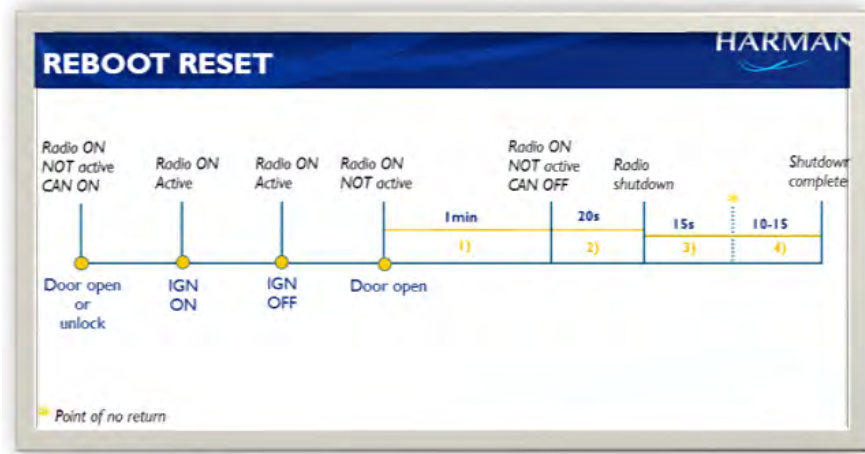 HARMAN
REBOOT RESET
Radio ON
NOT active
CAN ON
Radio ON
Active
Radio ON
Active
Radio ON
NOT active
Radio ON
NOT active
CAN OFF
Radio
shutdown
Shutdown
complete
1min
20s
15s
10-15
1)
2)
3)
4)
Door open
or
unlock
IGN
ON
IGN
OFF
Door open
Point of no return